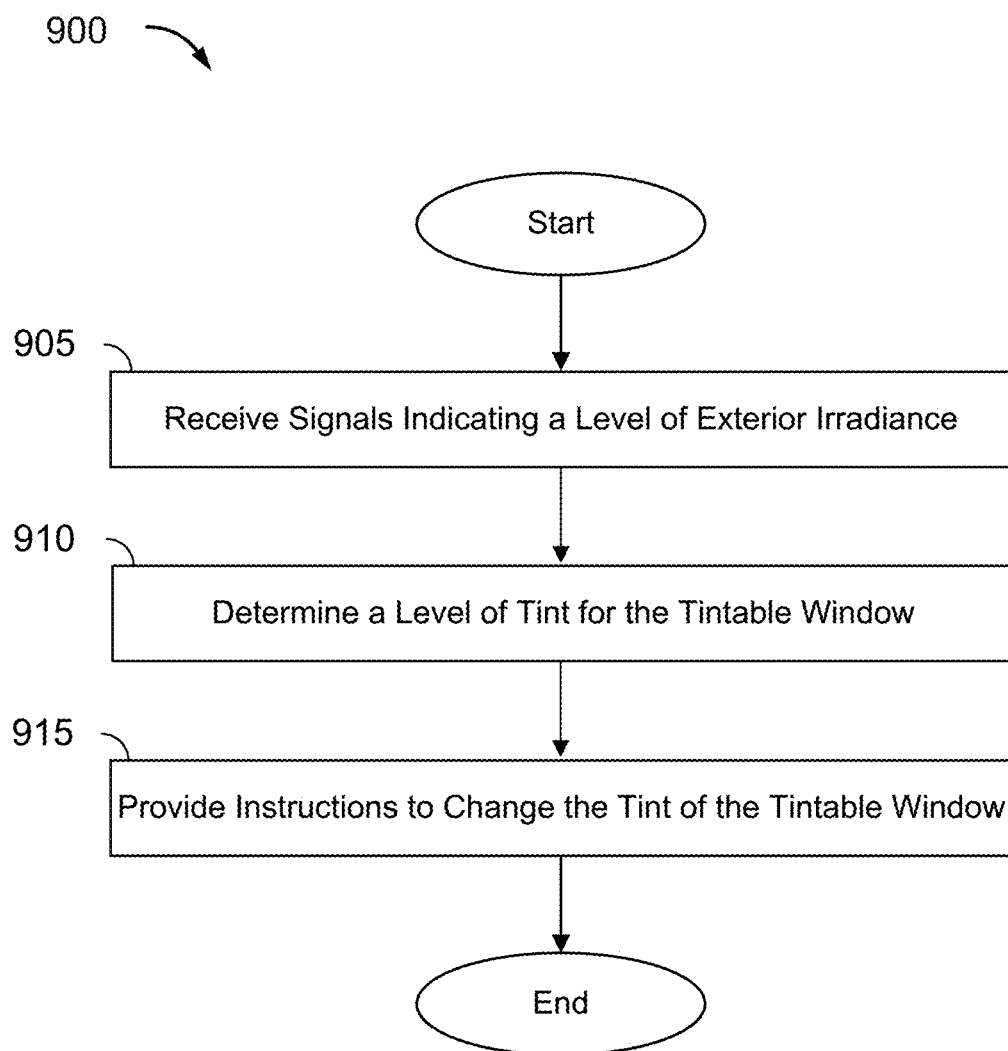 900
Start
905
Receive Signals Indicating a Level of Exterior Irradiance
910
Determine a Level of Tint for the Tintable Window
915
Provide Instructions to Change the Tint of the Tintable Window
End